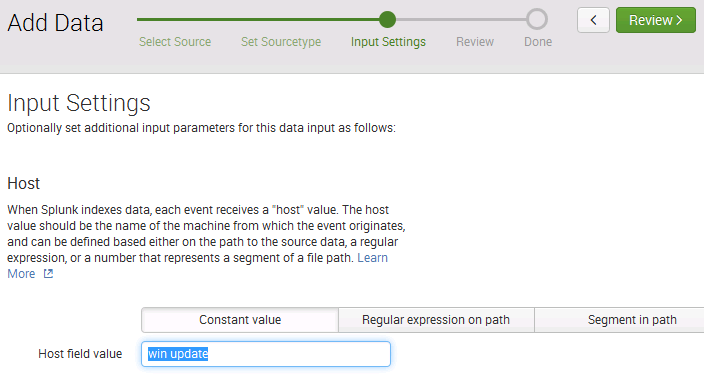 Add Data
Select Source Set Sourcetype Input Settings Review Done
< Review >
Input Settings
Optionally set additional input parameters for this data input as follows:
Host
When Splunk indexes data, each event receives a "host" value. The host
value should be the name of the machine from which the event originates,
and can be defined based either on the path to the source data, a regular
expression, or a number that represents a segment of a file path. Learn
More
Constant value Regular expression on path Segment in path
Host field value win update